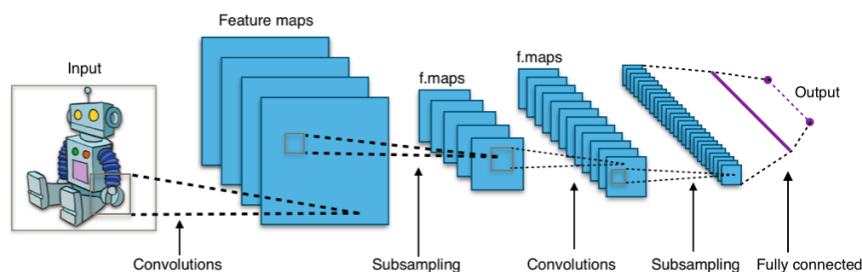 Feature maps
Input
f.maps
f.maps
Output
Convolutions
Subsampling
Convolutions
Subsampling
Fully connected